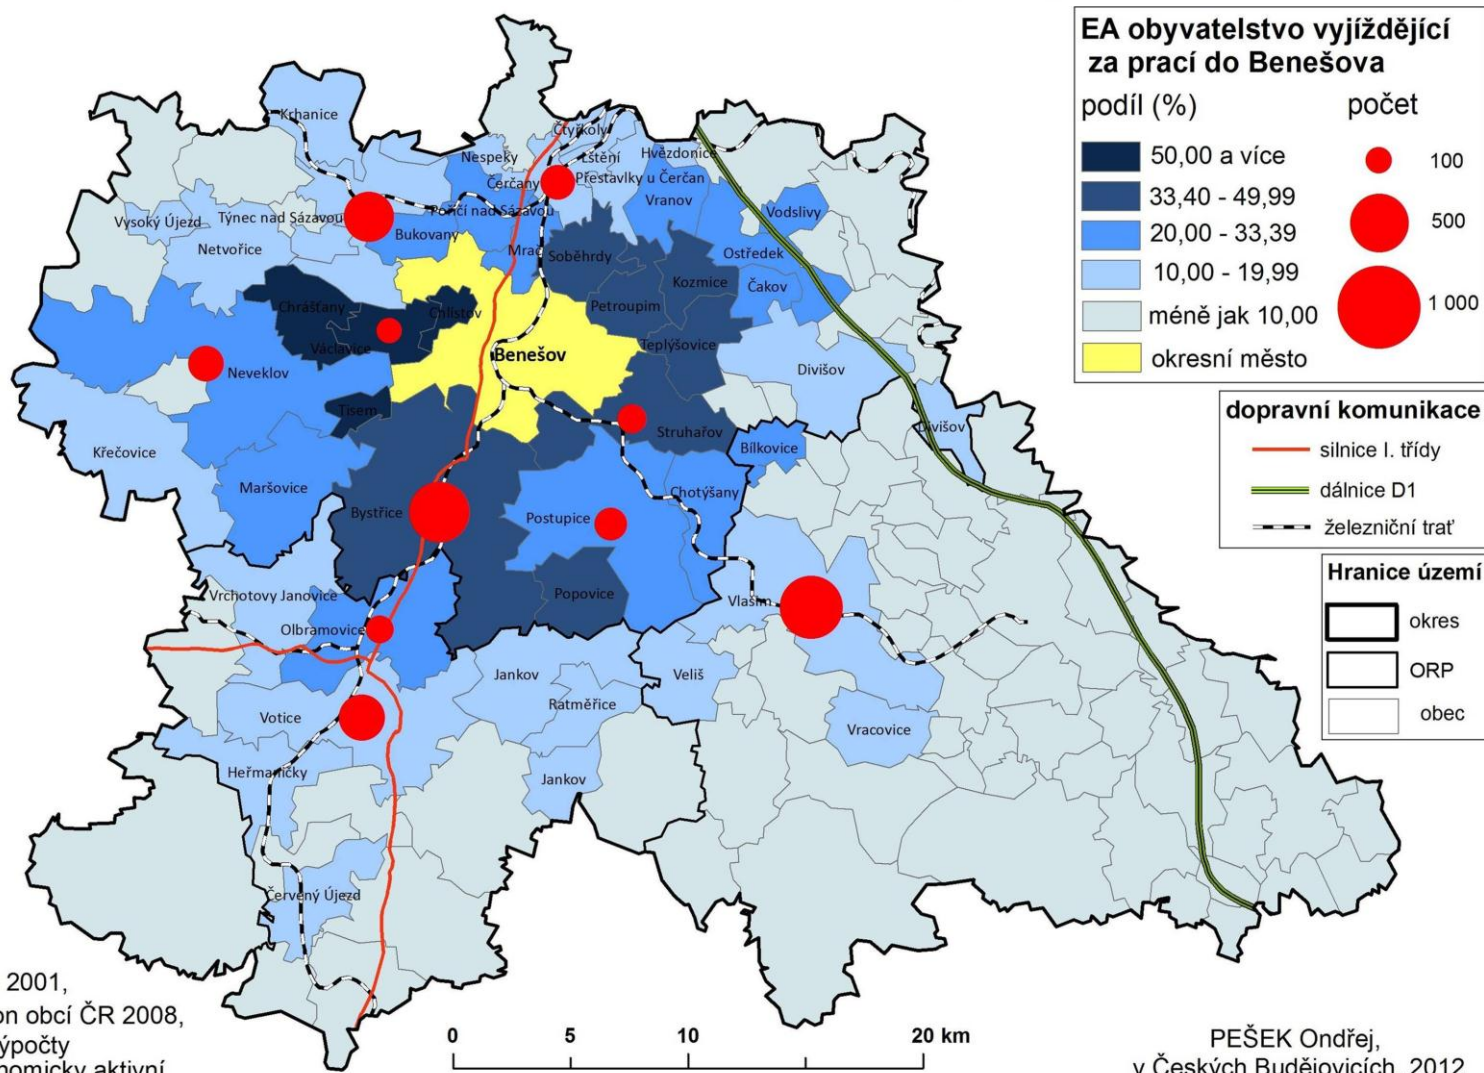 EA obyvatelstvo vyjíždějící
za prací do Benešova
podíl (%)
počet
50,00 a více
33,40 - 49,99
20,00 - 33,39
10,00 - 19,99
méně jak 10,00
okresní město
100
500
1 000
dopravní komunikace
silnice I. třídy
dálnice D1
železniční trať
Hranice území
okres
ORP
obec
Krhanice
Čtyřkoly
Nespeky
Lštění
Hvězdonice
Čerčany
Přestavlky
u Čerčan
Vranov
Vysoký Újezd
Týnec nad Sázavou
Poříčí nad Sázavou
Vodslivy
Netvořice
Bukovany
Mrač
Soběhrdy
Ostředek
Kozmice
Čakov
Chrášťany
Chlístov
Petroupim
Václavice
Benešov
Teplýšovice
Neveklov
Divišov
Tisem
Struhařov
Divišov
Křečovice
Bílkovice
Maršovice
Chotýšany
Bystřice
Postupice
Vrchotovy Janovice
Popovice
Vlašim
Olbramovice
Jankov
Veliš
Ratměřice
Votice
Vracovice
Heřmaničky
Jankov
Červený Újezd
2001,
on obcí ČR 2008,
ýpočty
nomicky aktivní
0 5 10 20 km
PEŠEK Ondřej,
v Českých Budějovicích, 2012